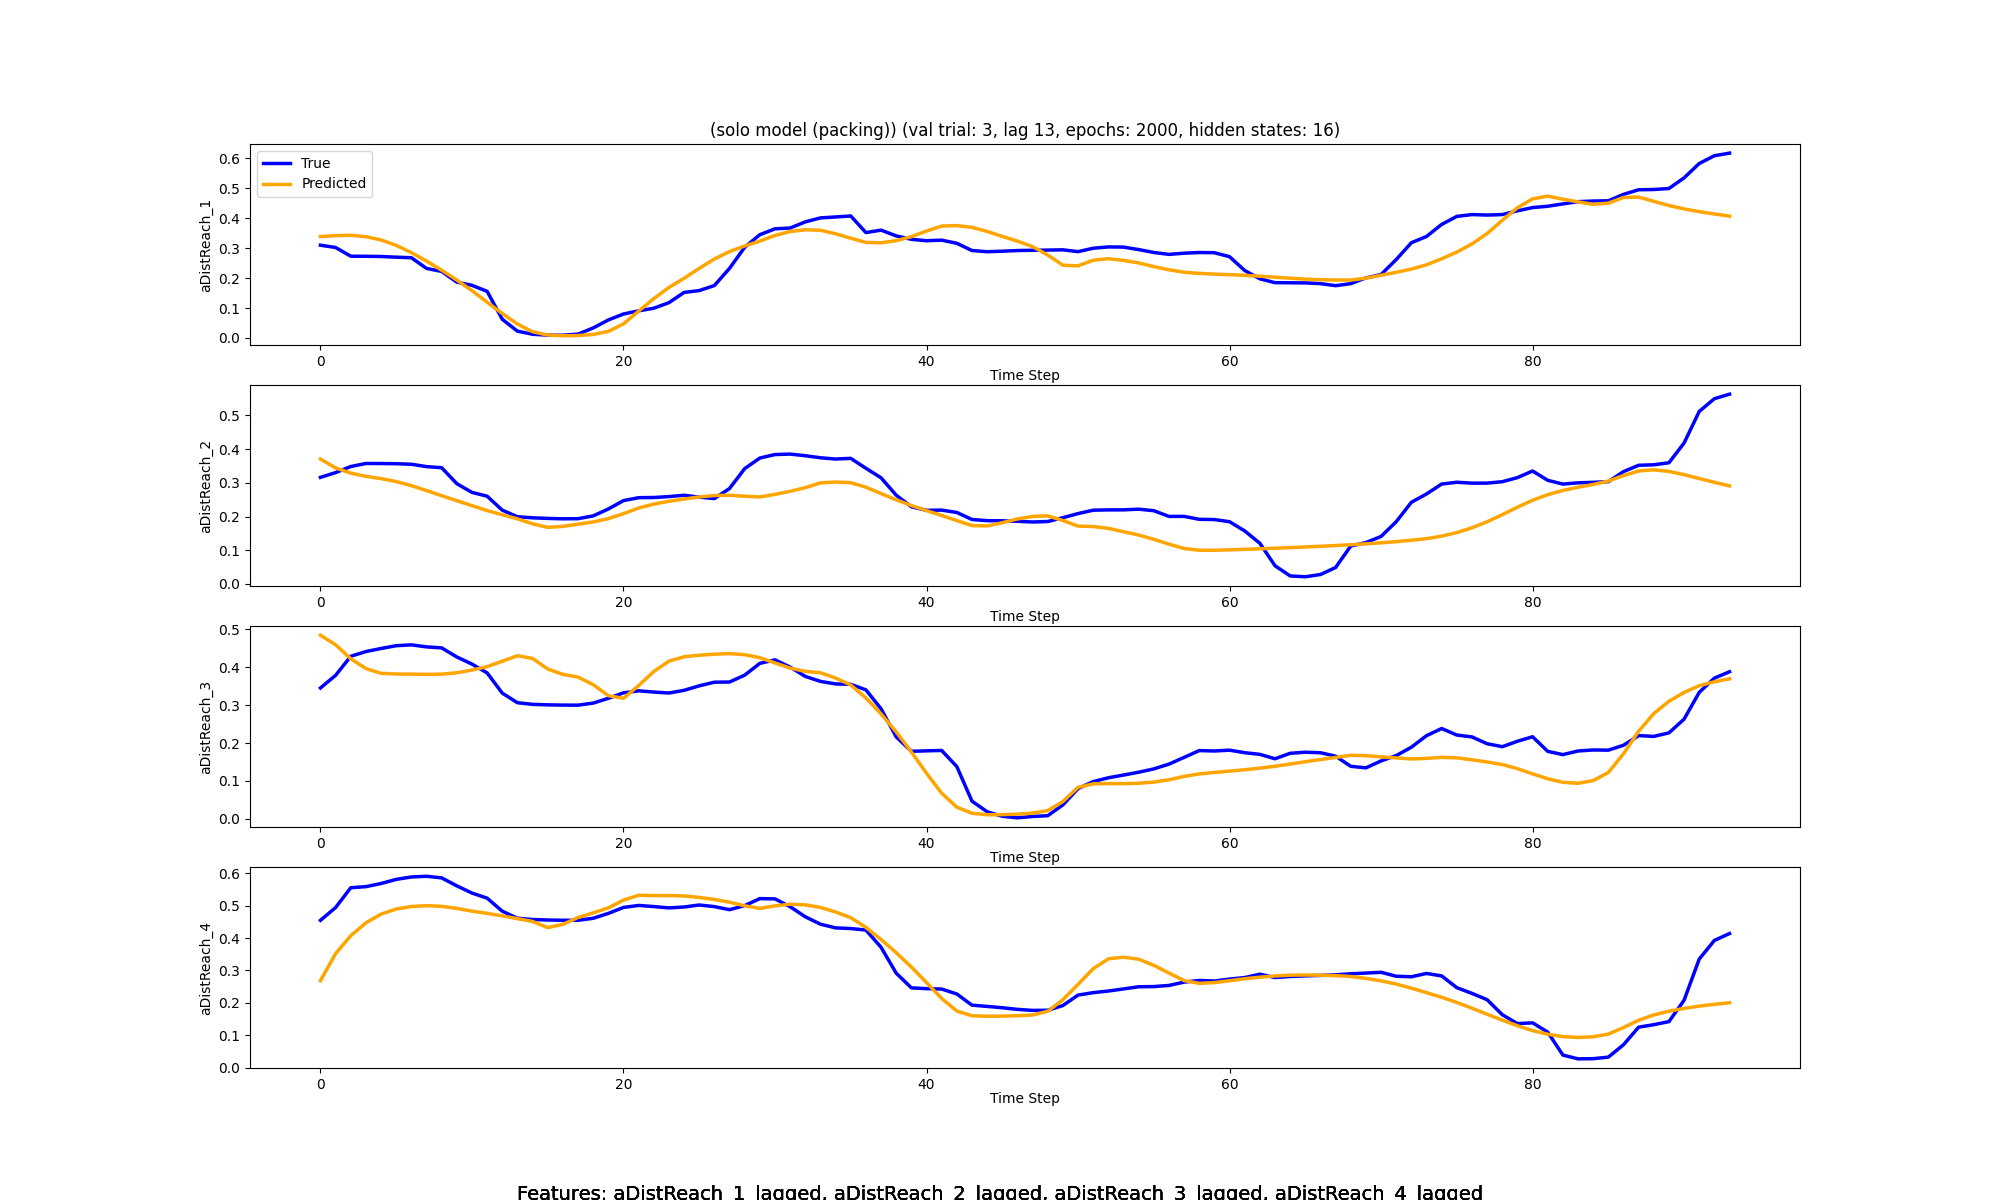 (solo model (packing)) (val trial: 3, lag 13, epochs: 2000, hidden states: 16)
True
Predicted
aDistReach_1
0.6
0.5
0.4
0.3
0.2
0.1
0.0
0 20 40 60 80
Time Step
aDistReach_2
0.5
0.4
0.3
0.2
0.1
0.0
0 20 40 60 80
Time Step
aDistReach_3
0.5
0.4
0.3
0.2
0.1
0.0
0 20 40 60 80
Time Step
aDistReach_4
0.6
0.5
0.4
0.3
0.2
0.1
0.0
0 20 40 60 80
Time Step
Features: aDistReach_1_lagged, aDistReach_2_lagged, aDistReach_3_lagged, aDistReach_4_lagged